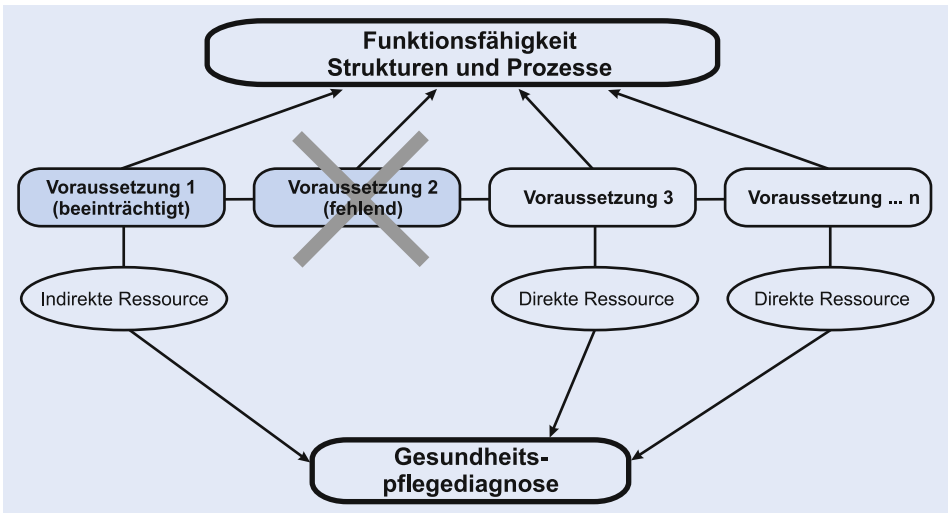 Funktionsfähigkeit
Strukturen und Prozesse
Voraussetzung 1
(beeinträchtigt)
Voraussetzung 2
(fehlend)
Voraussetzung 3
Voraussetzung ... n
Indirekte Ressource
Direkte Ressource
Direkte Ressource
Gesundheits-
pflegediagnose